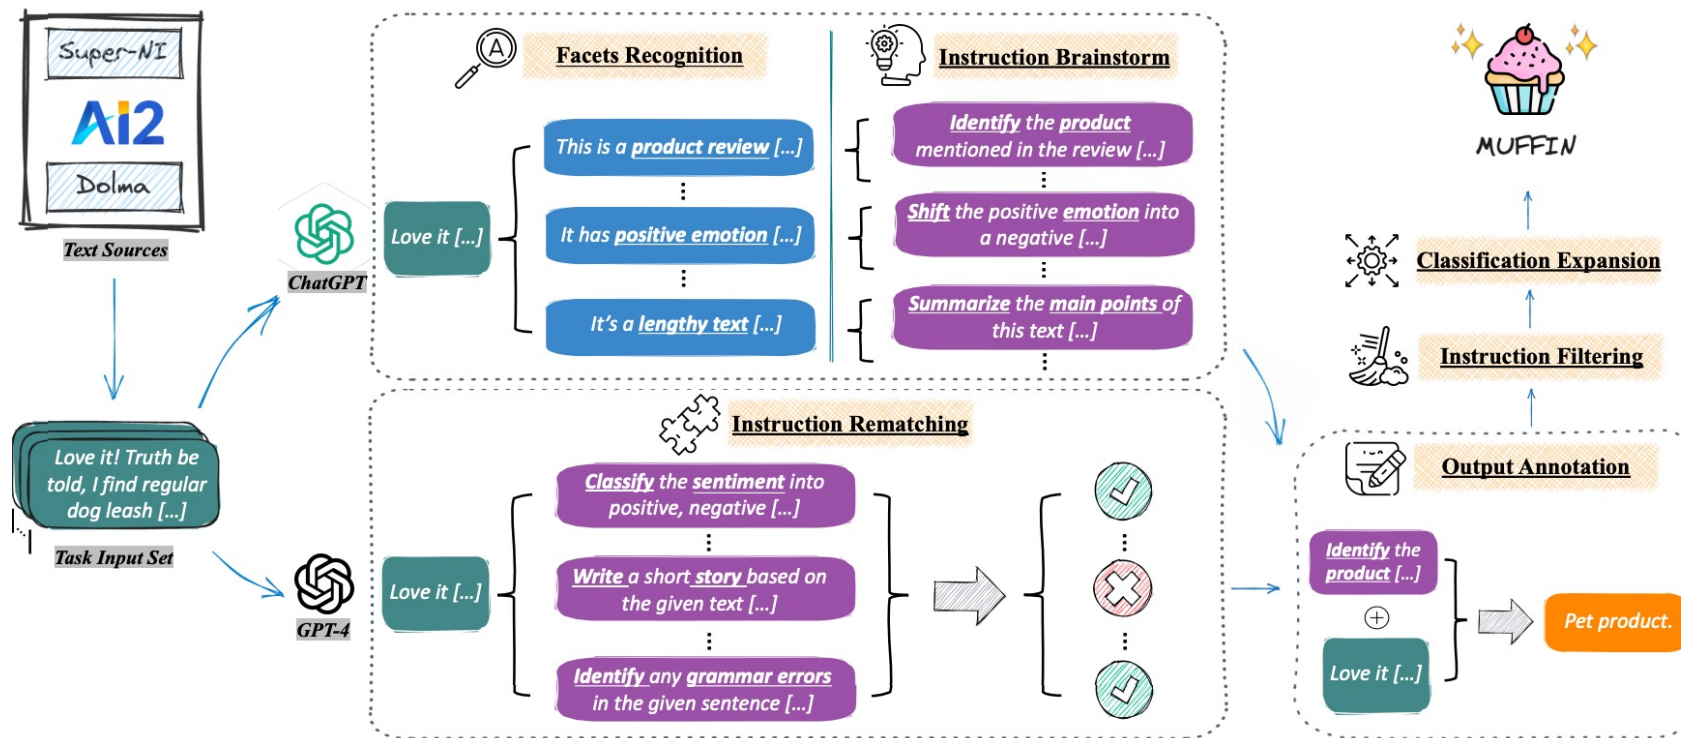 Super-NI
Ai2
Dolma
Text Sources
Love it! Truth be
told, I find regular
dog leash [...]
Task Input Set
ChatGPT
GPT-4
A
Facets Recognition
Love it [...]
This is a product review [...]
It has positive emotion [...]
It's a lengthy text [...]
Instruction Brainstorm
Identify the product
mentioned in the review [...]
Shift the positive emotion into
a negative [...]
Summarize the main points of
this text [...]
Instruction Rematching
Love it [...]
Classify the sentiment into
positive, negative [...]
Write a short story based on
the given text [...]
Identify any grammar errors
in the given sentence [...]
MUFFIN
Classification Expansion
Instruction Filtering
Output Annotation
Identify the
product [...]
Love it [...]
Pet product.